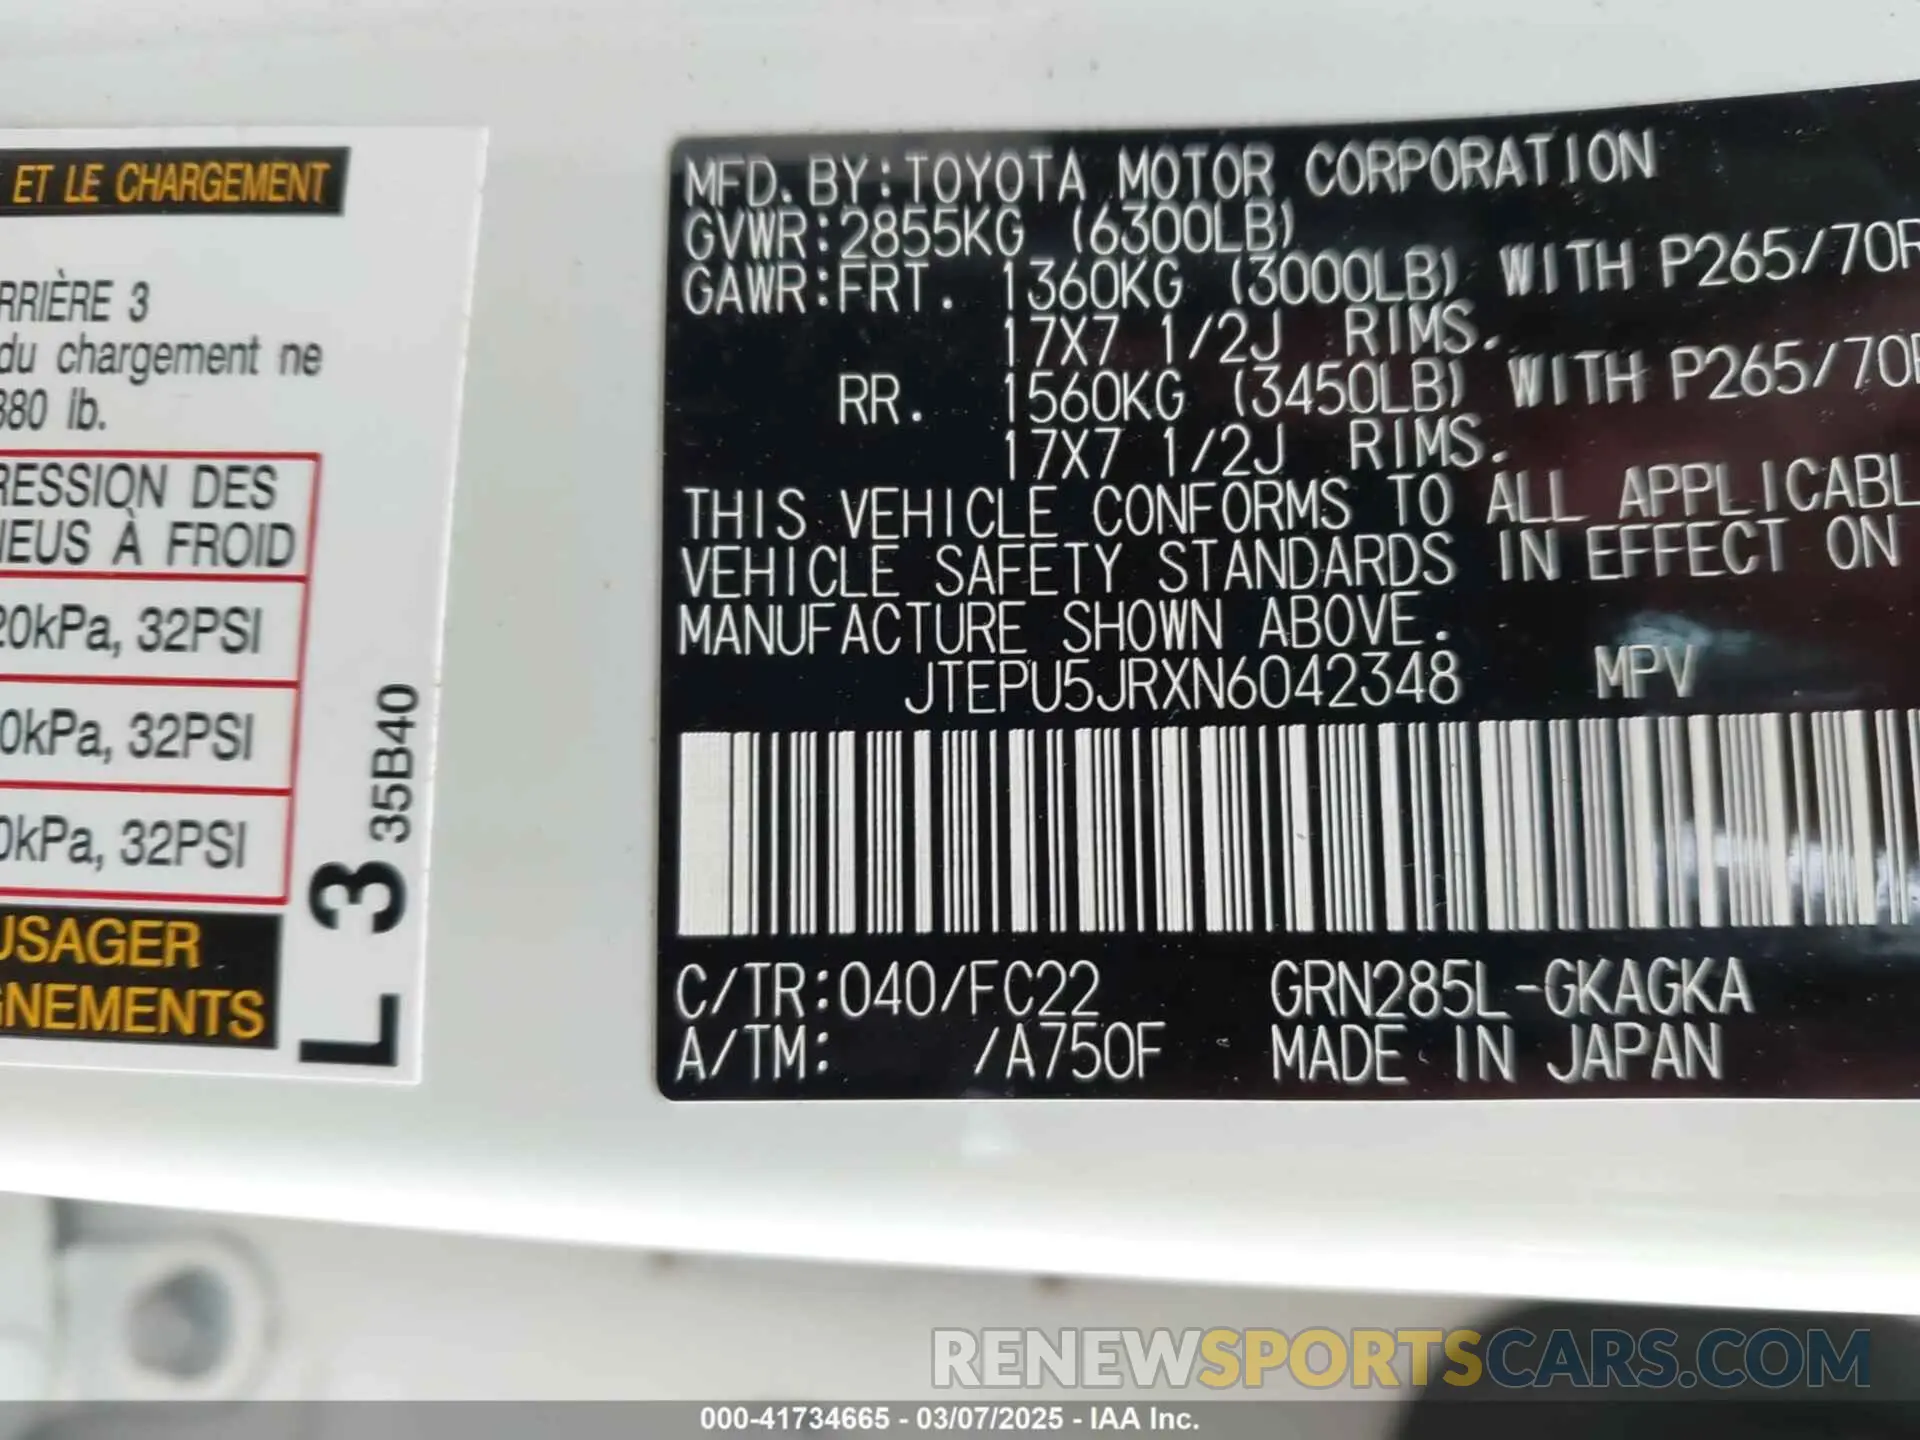 ET LE CHARGEMENT
RRIÈRE 3
du chargement ne
380 lb.
RESSION DES
NEUS À FROID
20kPa, 32PSI
0kPa, 32PSI
0kPa, 32PSI
USAGER
GNEMENTS
L 3 35B40
MFD.BY:TOYOTA MOTOR CORPORATION
GVWR:2855KG (6300LB)
GAWR:FRT. 1360KG (3000LB) WITH P265/70R
17X7 1/2J RIMS.
RR. 1560KG (3450LB) WITH P265/70R
17X7 1/2J RIMS.
THIS VEHICLE CONFORMS TO ALL APPLICABL
VEHICLE SAFETY STANDARDS IN EFFECT ON
MANUFACTURE SHOWN ABOVE.
JTEPU5JRXN6042348 MPV
C/TR:040/FC22 GRN285L-GKAGKA
A/TM: /A750F MADE IN JAPAN
RENEWSPORTSCARS.COM
000-41734665 - 03/07/2025 - IAA Inc.